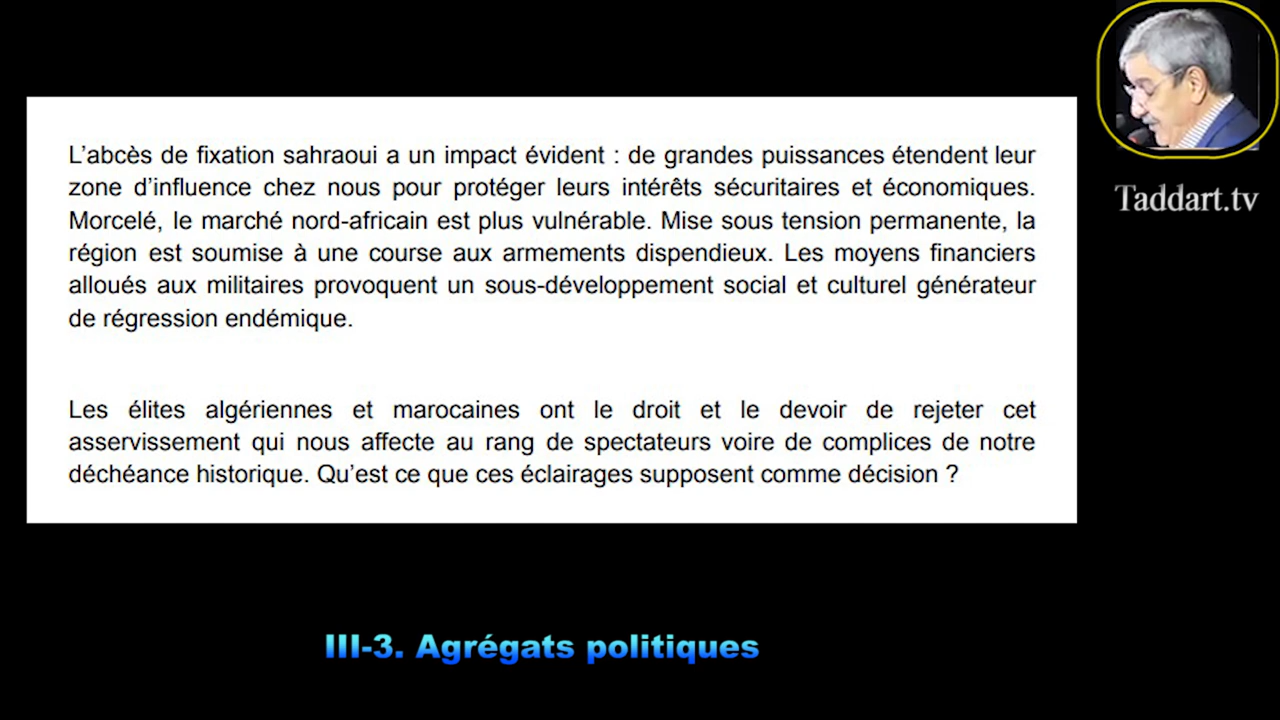 L'abcès de fixation sahraoui a un impact évident : de grandes puissances étendent leur
zone d'influence chez nous pour protéger leurs intérêts sécuritaires et économiques.
Morcelé, le marché nord-africain est plus vulnérable. Mise sous tension permanente, la
région est soumise à une course aux armements dispendieux. Les moyens financiers
alloués aux militaires provoquent un sous-développement social et culturel générateur
de régression endémique.
Les élites algériennes et marocaines ont le droit et le devoir de rejeter cet
asservissement qui nous affecte au rang de spectateurs voire de complices de notre
déchéance historique. Qu'est ce que ces éclairages supposent comme décision ?
Taddart.tv
III-3. Agrégats politiques